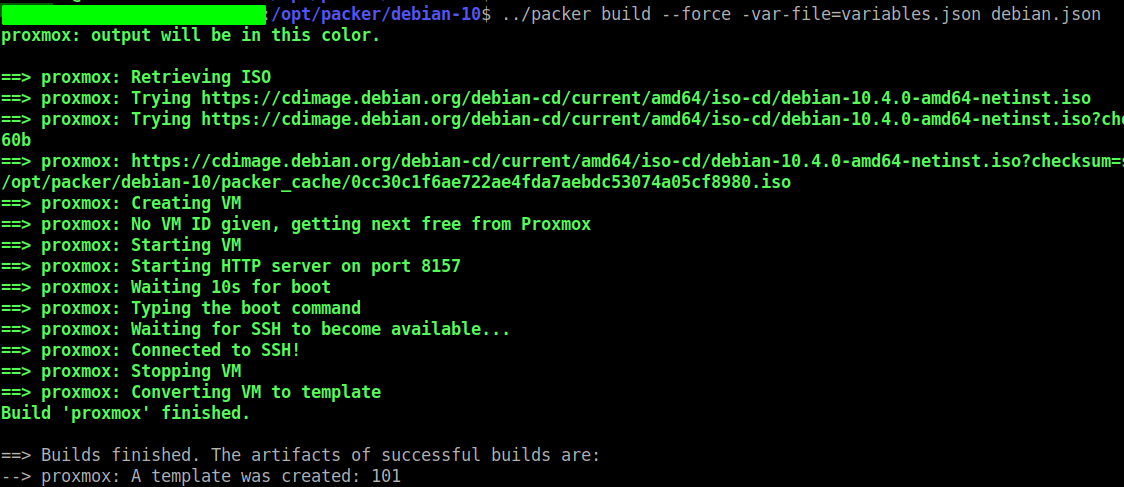 :/opt/packer/debian-10$ ../packer build --force -var-file=variables.json debian.json
proxmox: output will be in this color.
==> proxmox: Retrieving ISO
==> proxmox: Trying https://cdimage.debian.org/debian-cd/current/amd64/iso-cd/debian-10.4.0-amd64-netinst.iso
==> proxmox: Trying https://cdimage.debian.org/debian-cd/current/amd64/iso-cd/debian-10.4.0-amd64-netinst.iso?che
60b
==> proxmox: https://cdimage.debian.org/debian-cd/current/amd64/iso-cd/debian-10.4.0-amd64-netinst.iso?checksum=s
/opt/packer/debian-10/packer_cache/0cc30c1f6ae722ae4fda7aebdc53074a05cf8980.iso
==> proxmox: Creating VM
==> proxmox: No VM ID given, getting next free from Proxmox
==> proxmox: Starting VM
==> proxmox: Starting HTTP server on port 8157
==> proxmox: Waiting 10s for boot
==> proxmox: Typing the boot command
==> proxmox: Waiting for SSH to become available...
==> proxmox: Connected to SSH!
==> proxmox: Stopping VM
==> proxmox: Converting VM to template
Build 'proxmox' finished.
==> Builds finished. The artifacts of successful builds are:
--> proxmox: A template was created: 101